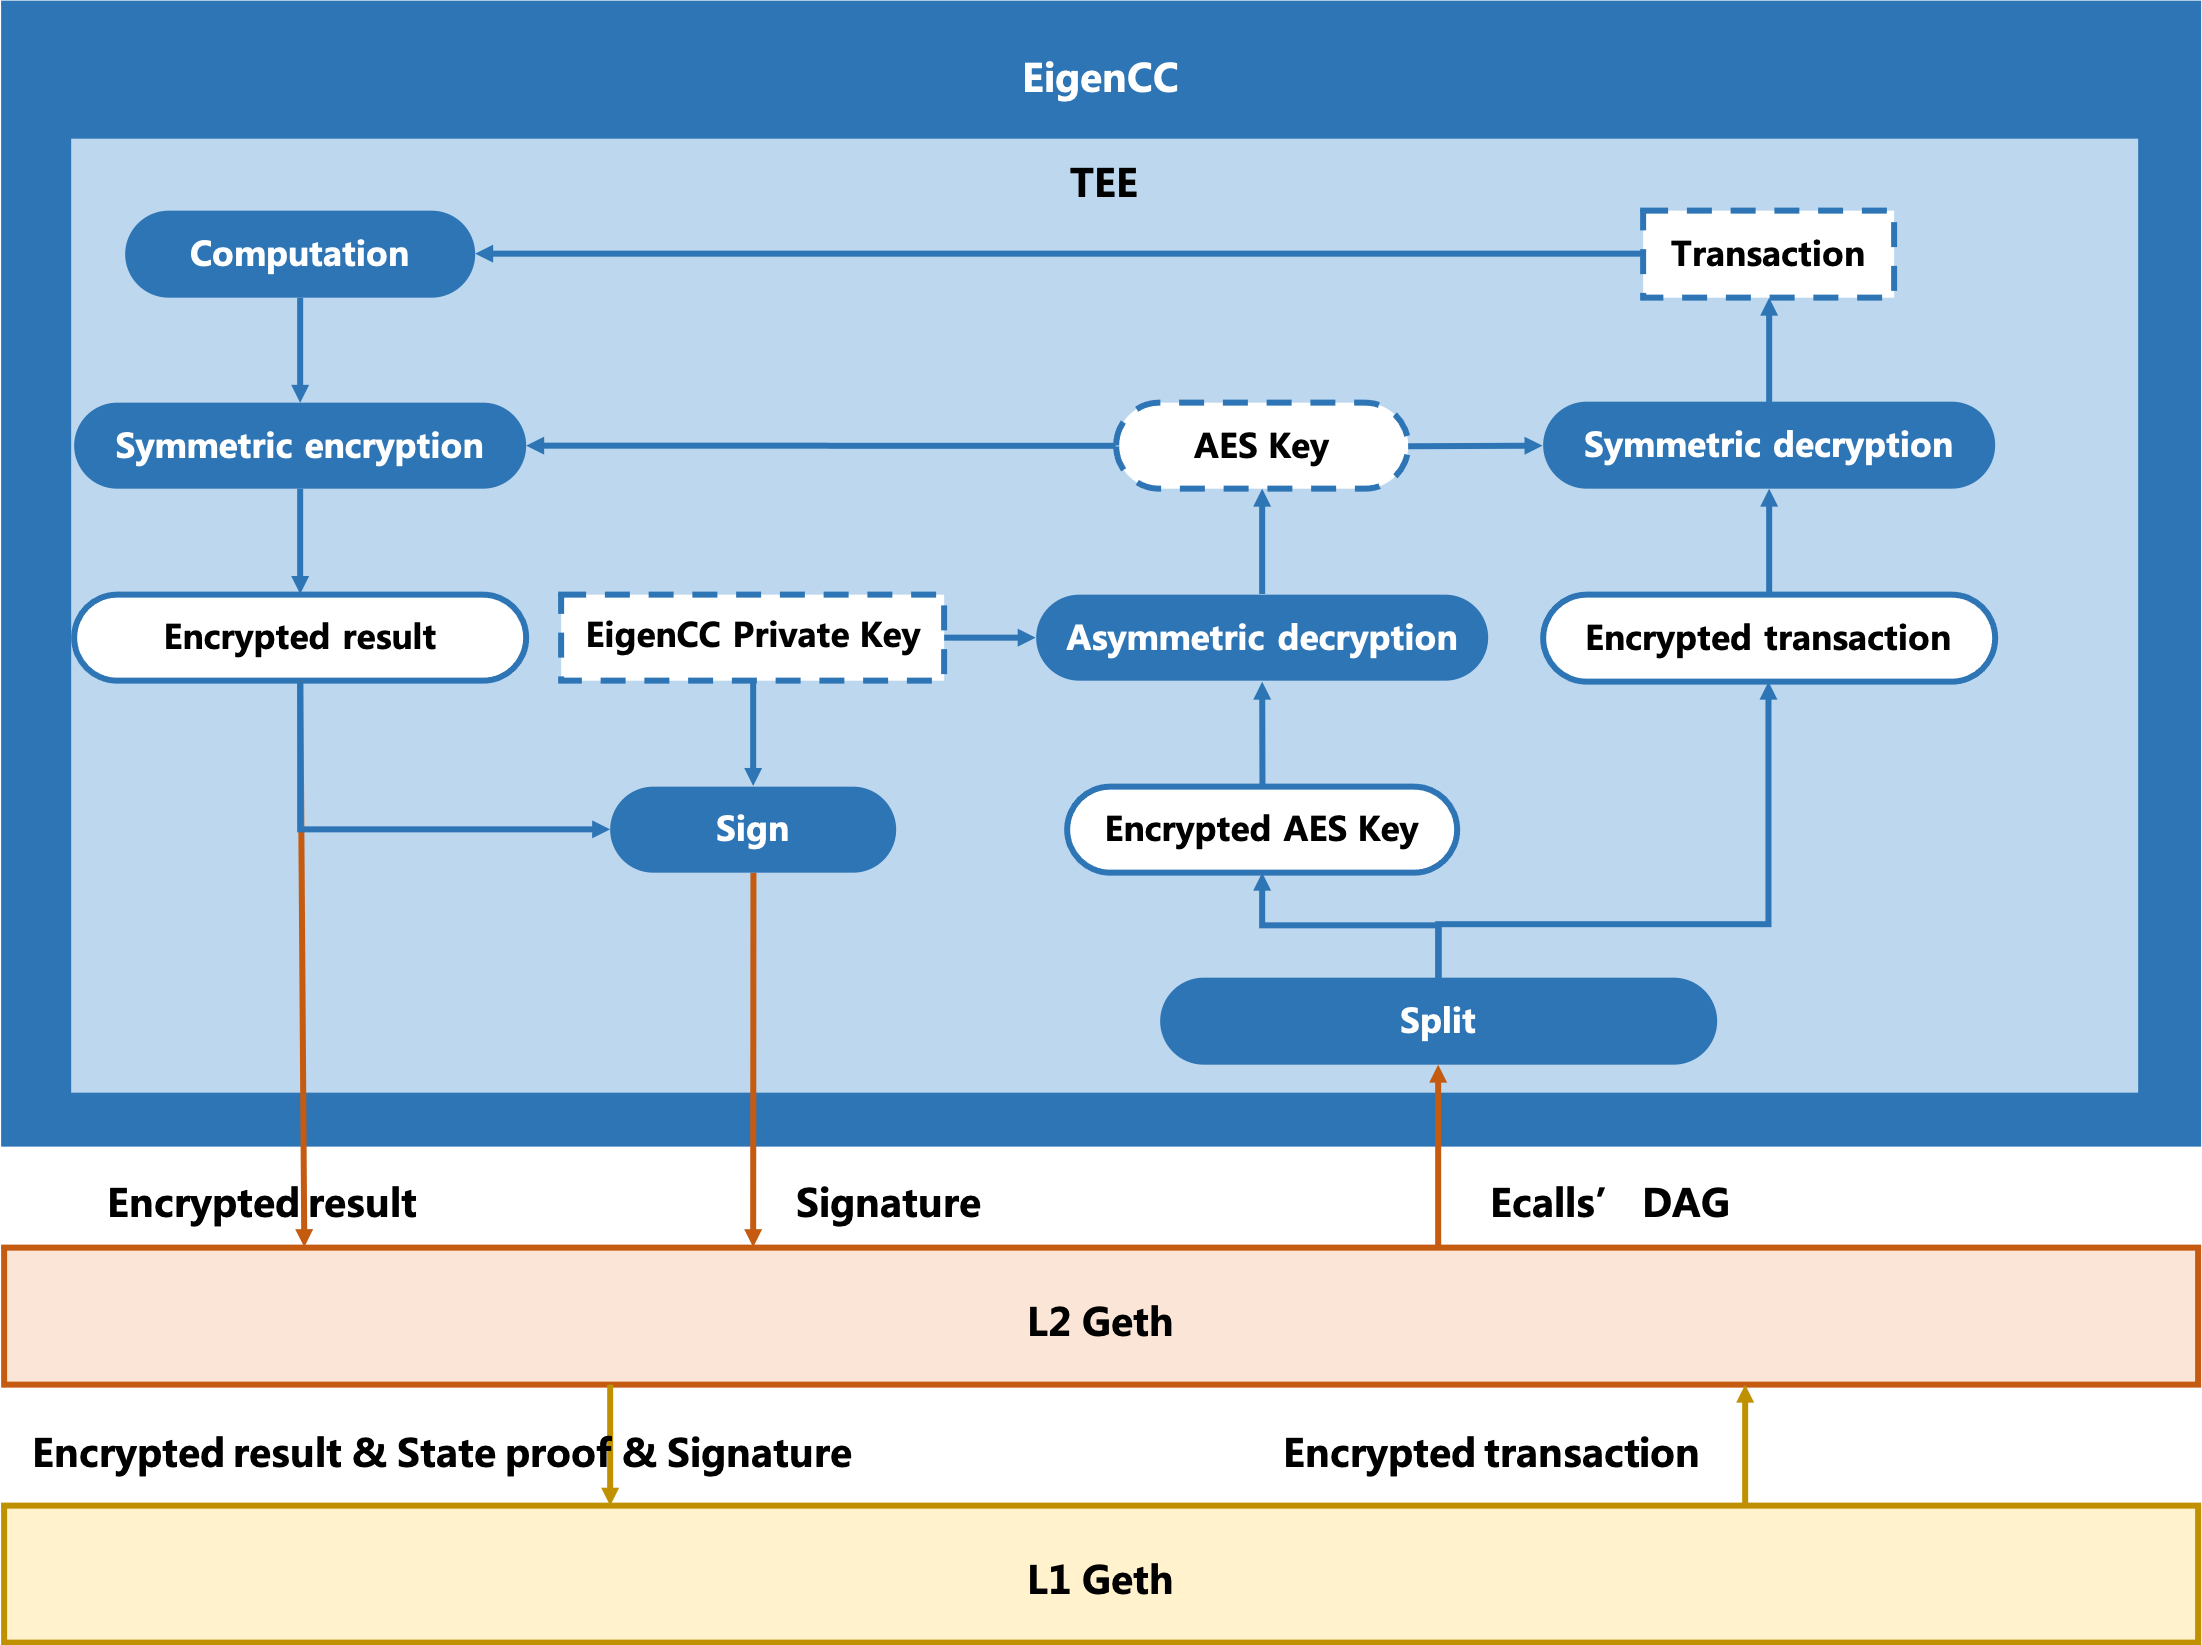 EigenCC
TEE
Computation
Transaction
Symmetric encryption
AES Key
Symmetric decryption
Encrypted result
EigenCC Private Key
Asymmetric decryption
Encrypted transaction
Sign
Encrypted AES Key
Split
Encrypted result
Signature
Ecalls’ DAG
L2 Geth
Encrypted result & State proof & Signature
Encrypted transaction
L1 Geth